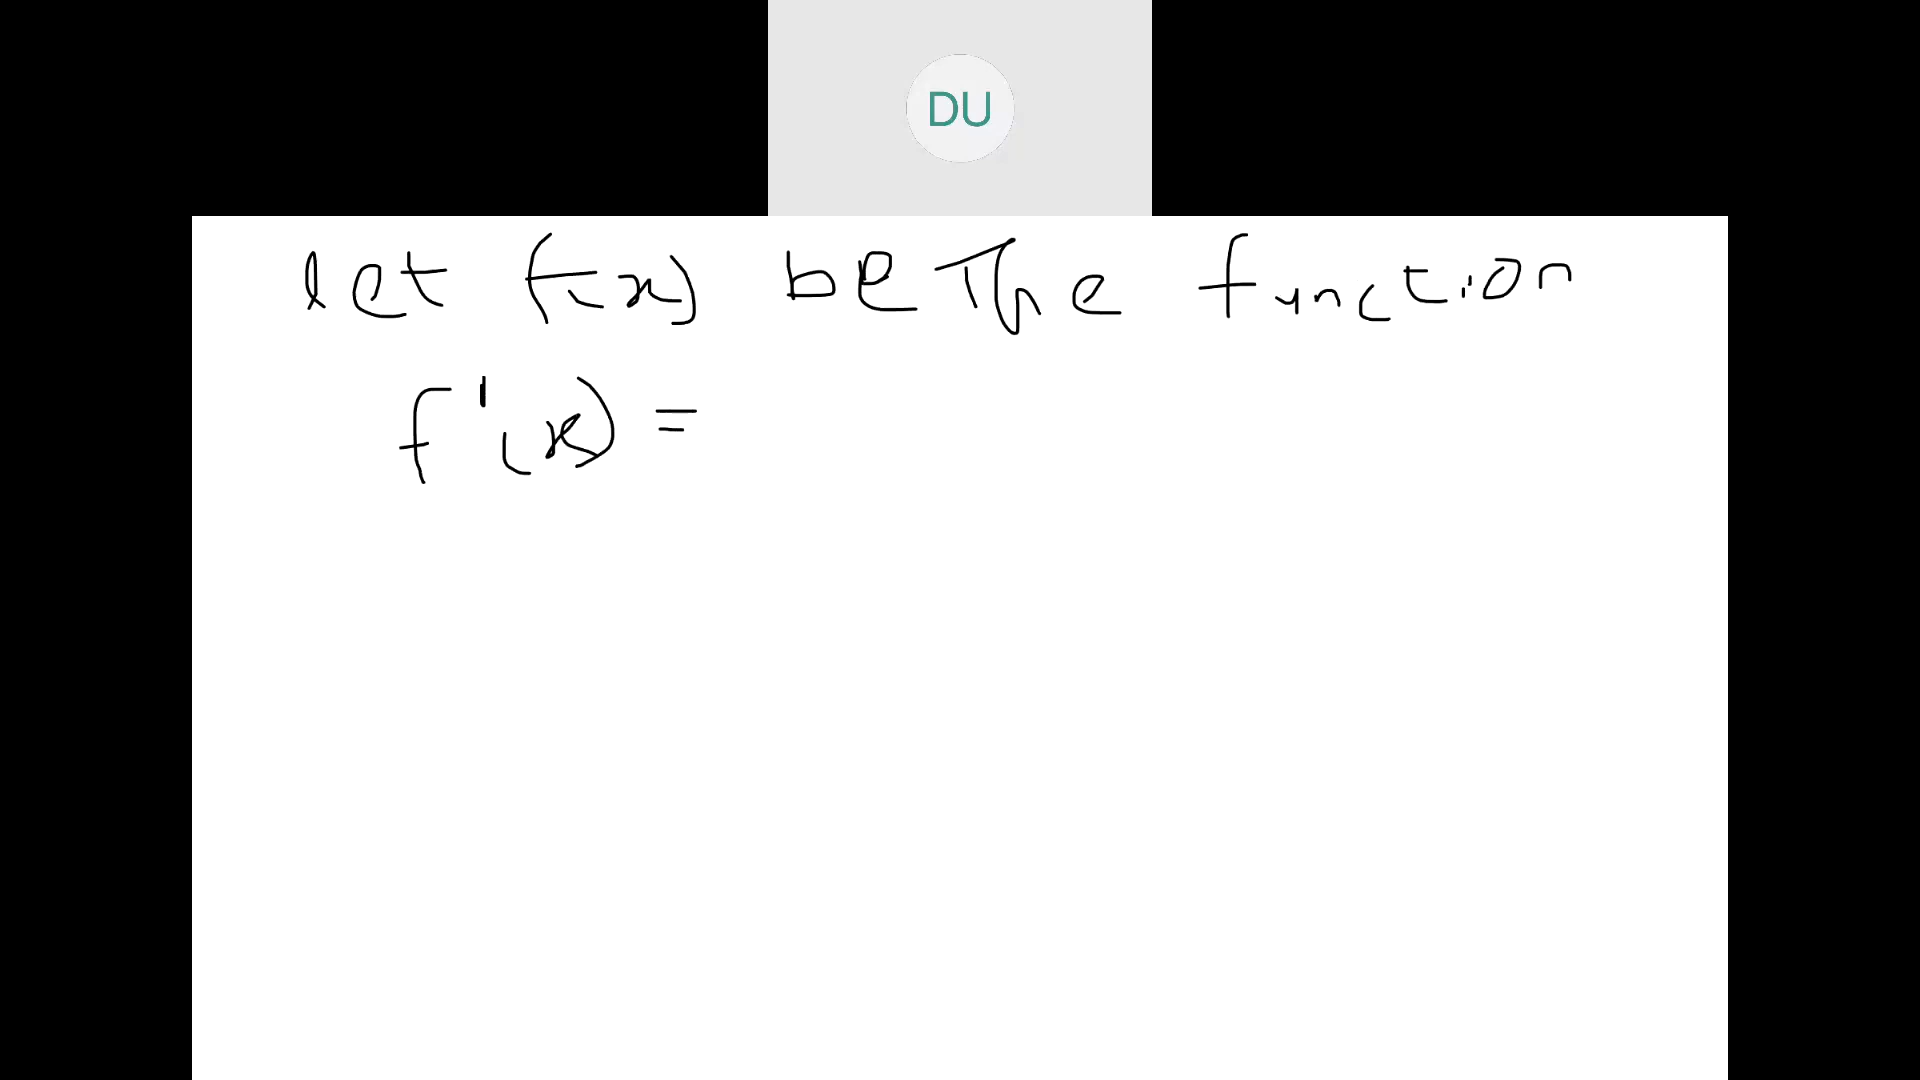 DU
let f(x) be The function
f'(x) =